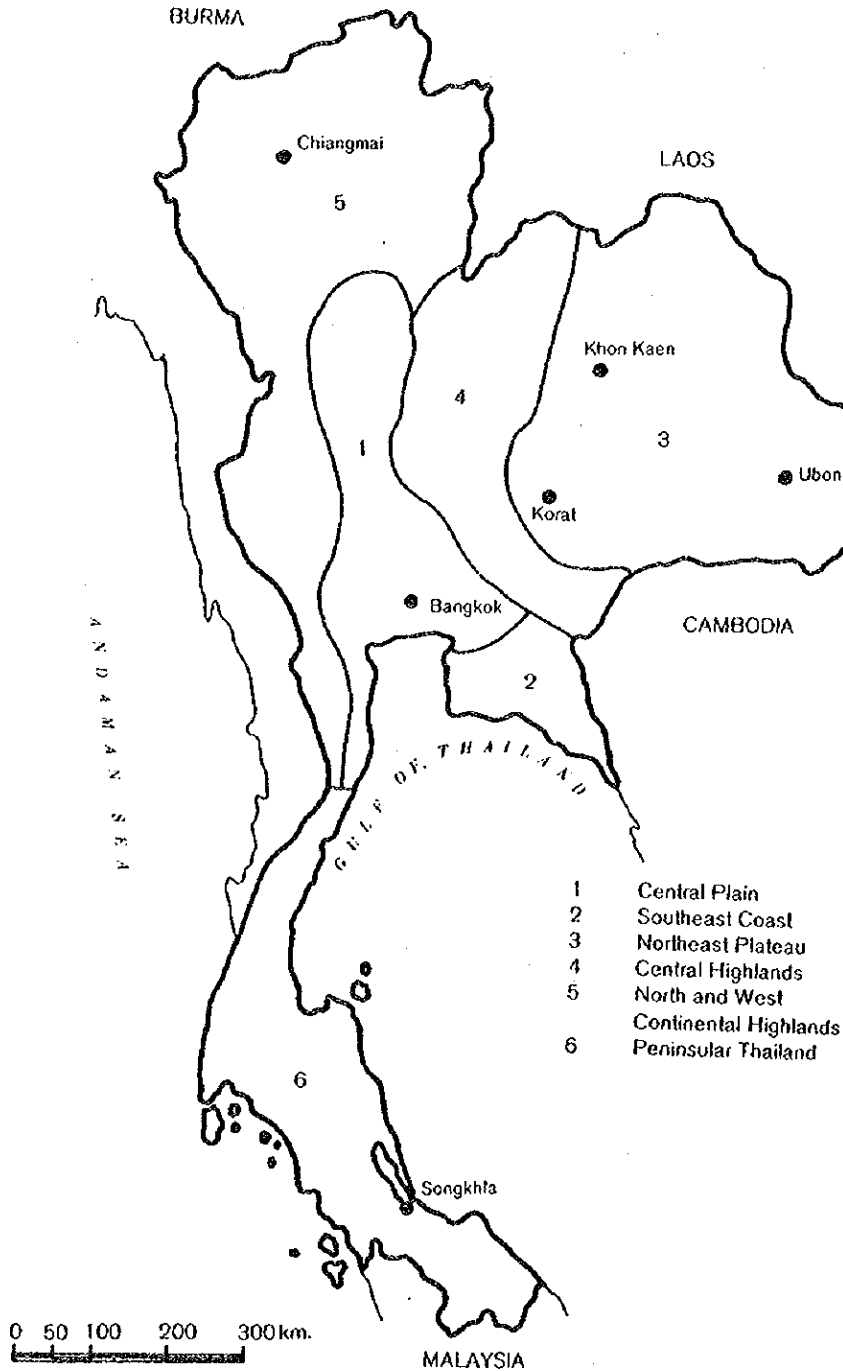 BURMA
Chiangmai
LAOS
5
Khon Kaen
4
3
1
Ubon
Korat
Bangkok
CAMBODIA
ANDAMAN SEA
2
GULF OF THAILAND
1 Central Plain
2 Southeast Coast
3 Northeast Plateau
4 Central Highlands
5 North and West
Continental Highlands
6 Peninsular Thailand
6
Songkhla
0 50 100 200 300 km.
MALAYSIA